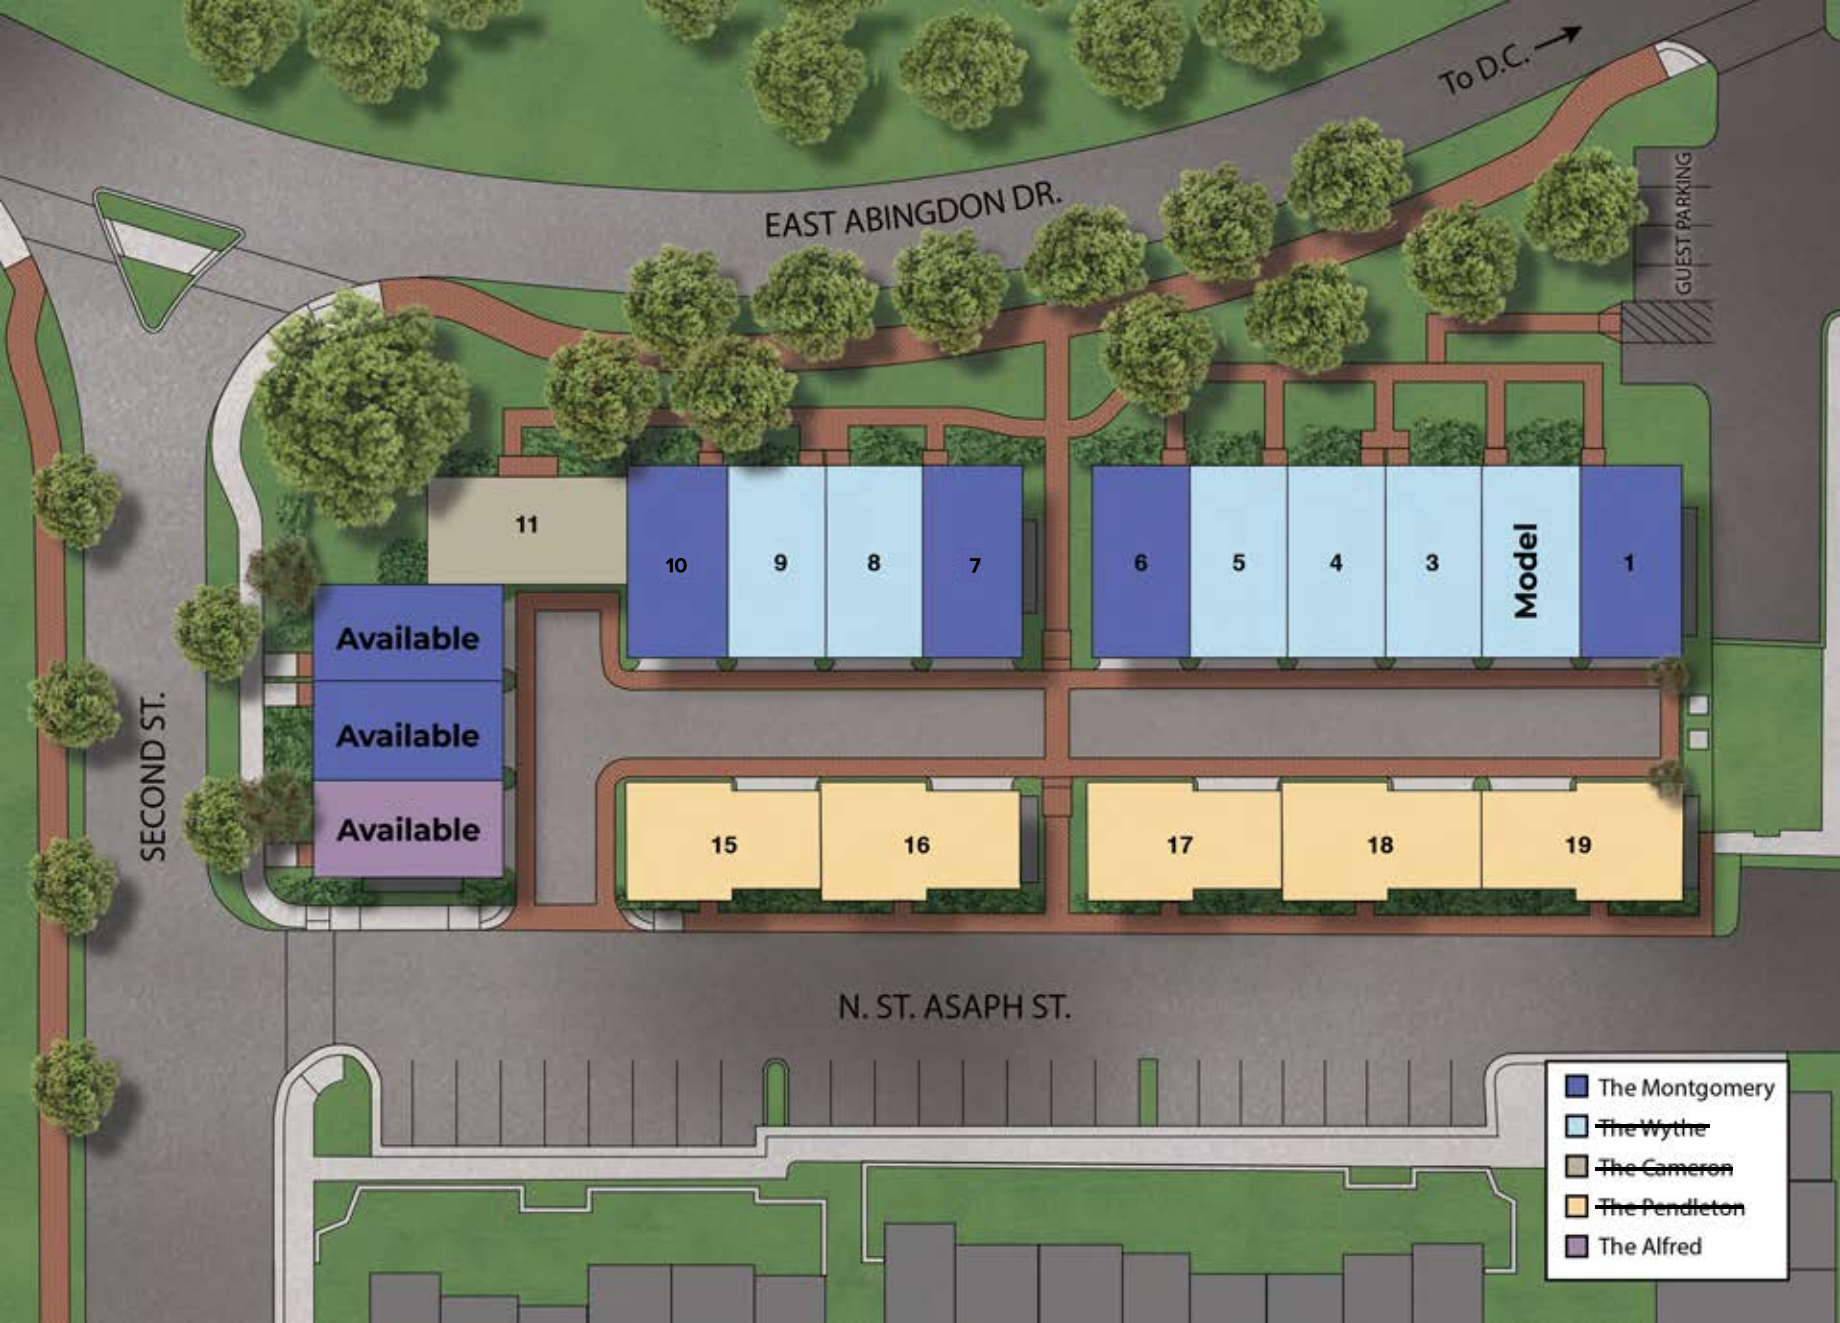 To D.C.
EAST ABINGDON DR.
GUEST PARKING
11
10
9
8
7
6
5
4
3
Model
1
Available
Available
Available
SECOND ST.
15
16
17
18
19
N. ST. ASAPH ST.
The Montgomery
The Wythe
The Cameron
The Pendleton
The Alfred